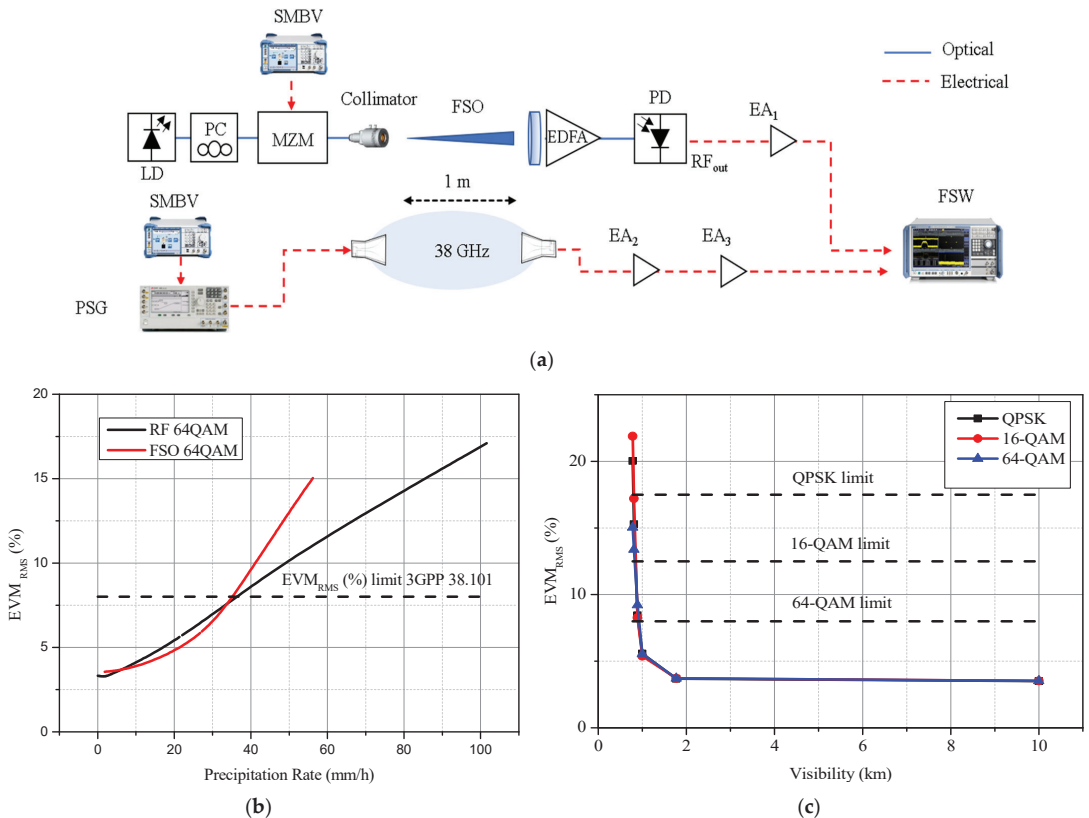 SMBV
Optical
Electrical
Collimator
FSO
PD
EA1
PC
MZM
EDFA
LD
RFout
SMBV
1 m
FSW
38 GHz
EA2
EA3
PSG
(a)
20
15
10
5
0
RF 64QAM
FSO 64QAM
EVMRMS (%) limit 3GPP 38.101
EVM RMS (%)
0 20 40 60 80 100
Precipitation Rate (mm/h)
(b)
20
10
0
QPSK
16-QAM
64-QAM
QPSK limit
16-QAM limit
64-QAM limit
EVMRMS (%)
0 2 4 6 8 10
Visibility (km)
(c)